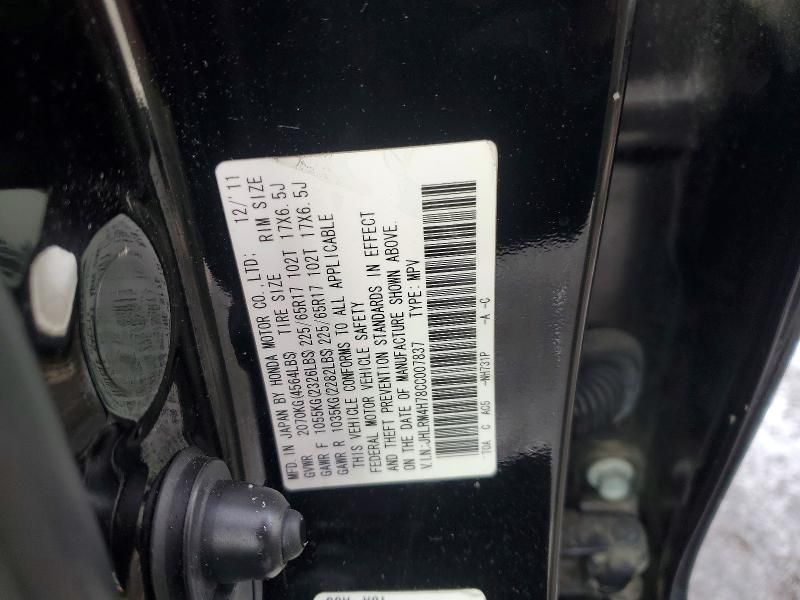 MFD. IN JAPAN BY HONDA MOTOR CO., LTD; 12/'11
TIRE SIZE RIM SIZE
GVWR 2070KG(4564LBS)
GAWR F 1055KG(2326LBS) 225/65R17 102T 17X6.5J
GAWR R 1035KG(2282LBS) 225/65R17 102T 17X6.5J
THIS VEHICLE CONFORMS TO ALL APPLICABLE
FEDERAL MOTOR VEHICLE SAFETY
AND THEFT PREVENTION STANDARDS IN EFFECT
ON THE DATE OF MANUFACTURE SHOWN ABOVE.
V.I.N.:JHLRW4H78CC007837 TYPE: MPV
-T0A C AC5 -NH731P -A -C